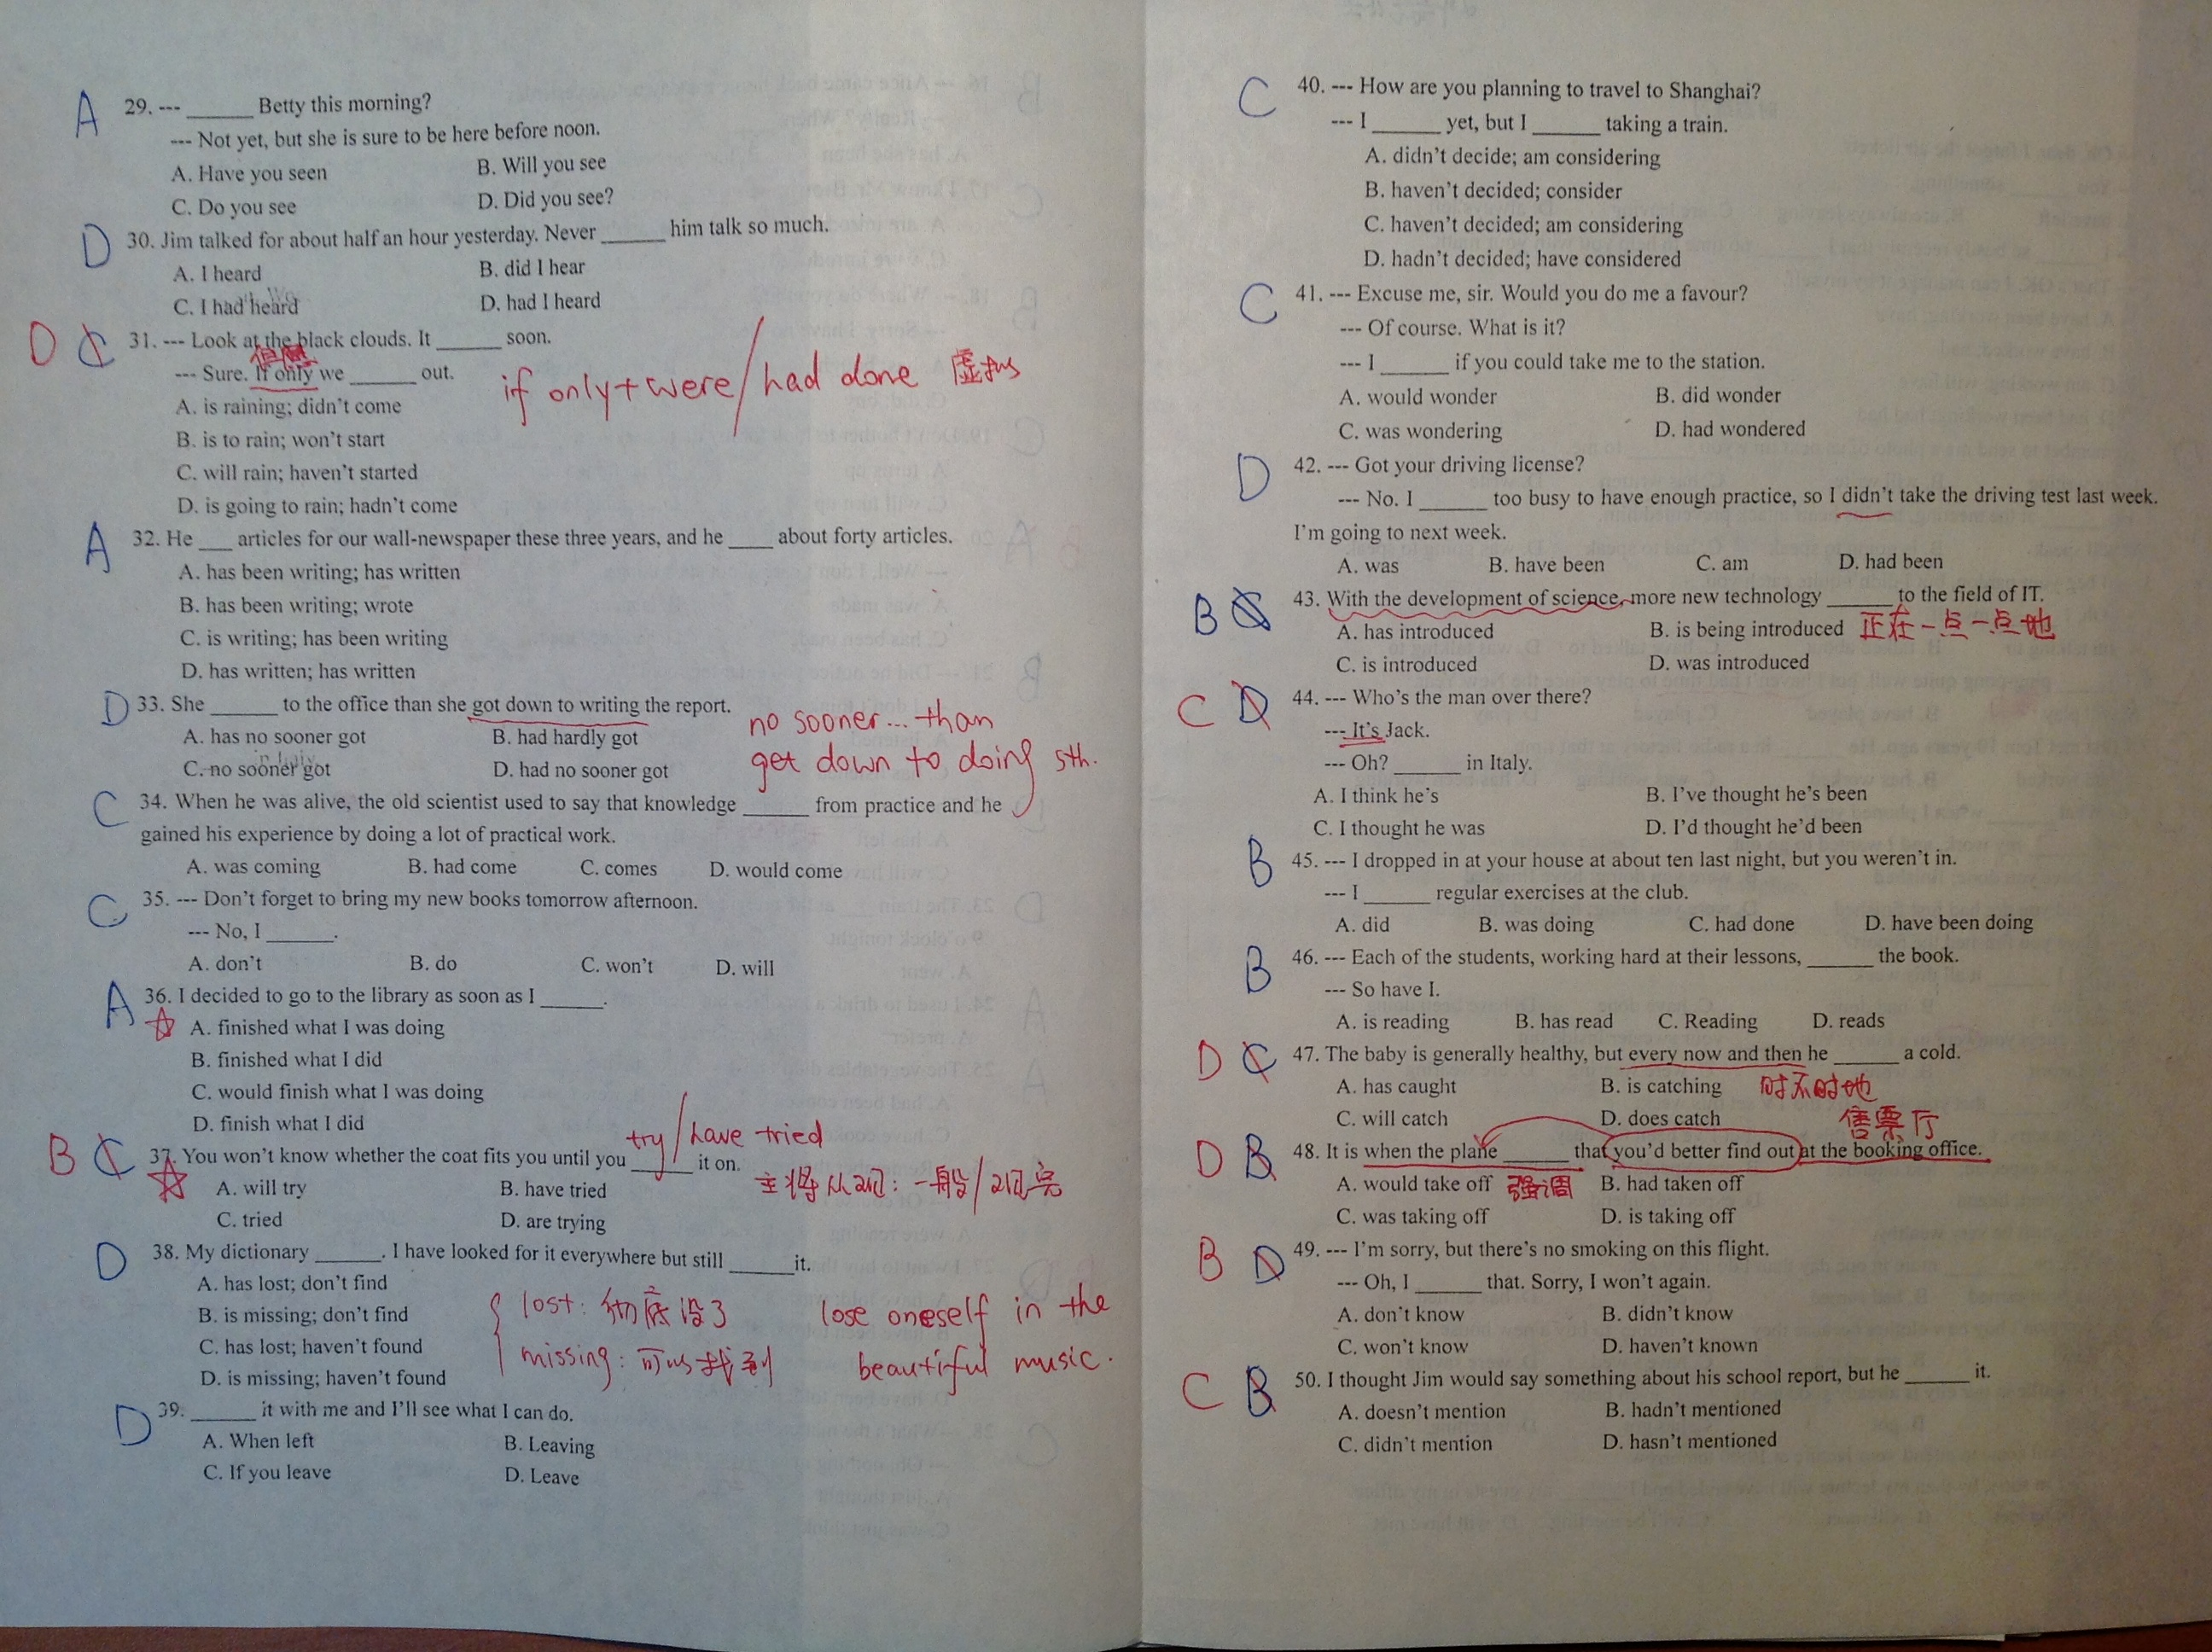 A 29. --- ______ Betty this morning?
--- Not yet, but she is sure to be here before noon.
A. Have you seen B. Will you see
C. Do you see D. Did you see?
D 30. Jim talked for about half an hour yesterday. Never ______ him talk so much.
A. I heard B. did I hear
C. I had heard D. had I heard
D C 31. --- Look at the black clouds. It ______ soon.
但愿
--- Sure. If only we ______ out. if only+were/had done 虚拟
A. is raining; didn't come
B. is to rain; won't start
C. will rain; haven't started
D. is going to rain; hadn't come
A 32. He ___ articles for our wall-newspaper these three years, and he ____ about forty articles.
A. has been writing; has written
B. has been writing; wrote
C. is writing; has been writing
D. has written; has written
D 33. She ______ to the office than she got down to writing the report. no sooner... than
A. has no sooner got B. had hardly got
C. no sooner got D. had no sooner got get down to doing sth.
C 34. When he was alive, the old scientist used to say that knowledge ______ from practice and he
gained his experience by doing a lot of practical work.
A. was coming B. had come C. comes D. would come
C 35. --- Don't forget to bring my new books tomorrow afternoon.
--- No, I ______.
A. don't B. do C. won't D. will
A 36. I decided to go to the library as soon as I ______.
☆ A. finished what I was doing
B. finished what I did
C. would finish what I was doing
D. finish what I did
try/have tried
B C 37. You won't know whether the coat fits you until you ______ it on.
☆ A. will try B. have tried 主将从现: 一般/现完
C. tried D. are trying
D 38. My dictionary ______. I have looked for it everywhere but still ______it.
A. has lost; don't find
B. is missing; don't find lost: 彻底没了 lose oneself in the
C. has lost; haven't found missing: 可以找到 beautiful music.
D. is missing; haven't found
D 39. ______ it with me and I'll see what I can do.
A. When left B. Leaving
C. If you leave D. Leave
C 40. --- How are you planning to travel to Shanghai?
--- I ______ yet, but I ______ taking a train.
A. didn't decide; am considering
B. haven't decided; consider
C. haven't decided; am considering
D. hadn't decided; have considered
C 41. --- Excuse me, sir. Would you do me a favour?
--- Of course. What is it?
--- I ______ if you could take me to the station.
A. would wonder B. did wonder
C. was wondering D. had wondered
D 42. --- Got your driving license?
--- No. I ______ too busy to have enough practice, so I didn't take the driving test last week.
I'm going to next week.
A. was B. have been C. am D. had been
B 43. With the development of science, more new technology ______ to the field of IT.
A. has introduced B. is being introduced 正在一点一点地
C. is introduced D. was introduced
C D 44. --- Who's the man over there?
--- It's Jack.
--- Oh? ______ in Italy.
A. I think he's B. I've thought he's been
C. I thought he was D. I'd thought he'd been
B 45. --- I dropped in at your house at about ten last night, but you weren't in.
--- I ______ regular exercises at the club.
A. did B. was doing C. had done D. have been doing
B 46. --- Each of the students, working hard at their lessons, ______ the book.
--- So have I.
A. is reading B. has read C. Reading D. reads
D C 47. The baby is generally healthy, but every now and then he ______ a cold.
A. has caught B. is catching 时不时地
C. will catch D. does catch 售票厅
D B 48. It is when the plane ______ that you'd better find out at the booking office.
A. would take off 强调 B. had taken off
C. was taking off D. is taking off
B D 49. --- I'm sorry, but there's no smoking on this flight.
--- Oh, I ______ that. Sorry, I won't again.
A. don't know B. didn't know
C. won't know D. haven't known
C B 50. I thought Jim would say something about his school report, but he ______ it.
A. doesn't mention B. hadn't mentioned
C. didn't mention D. hasn't mentioned